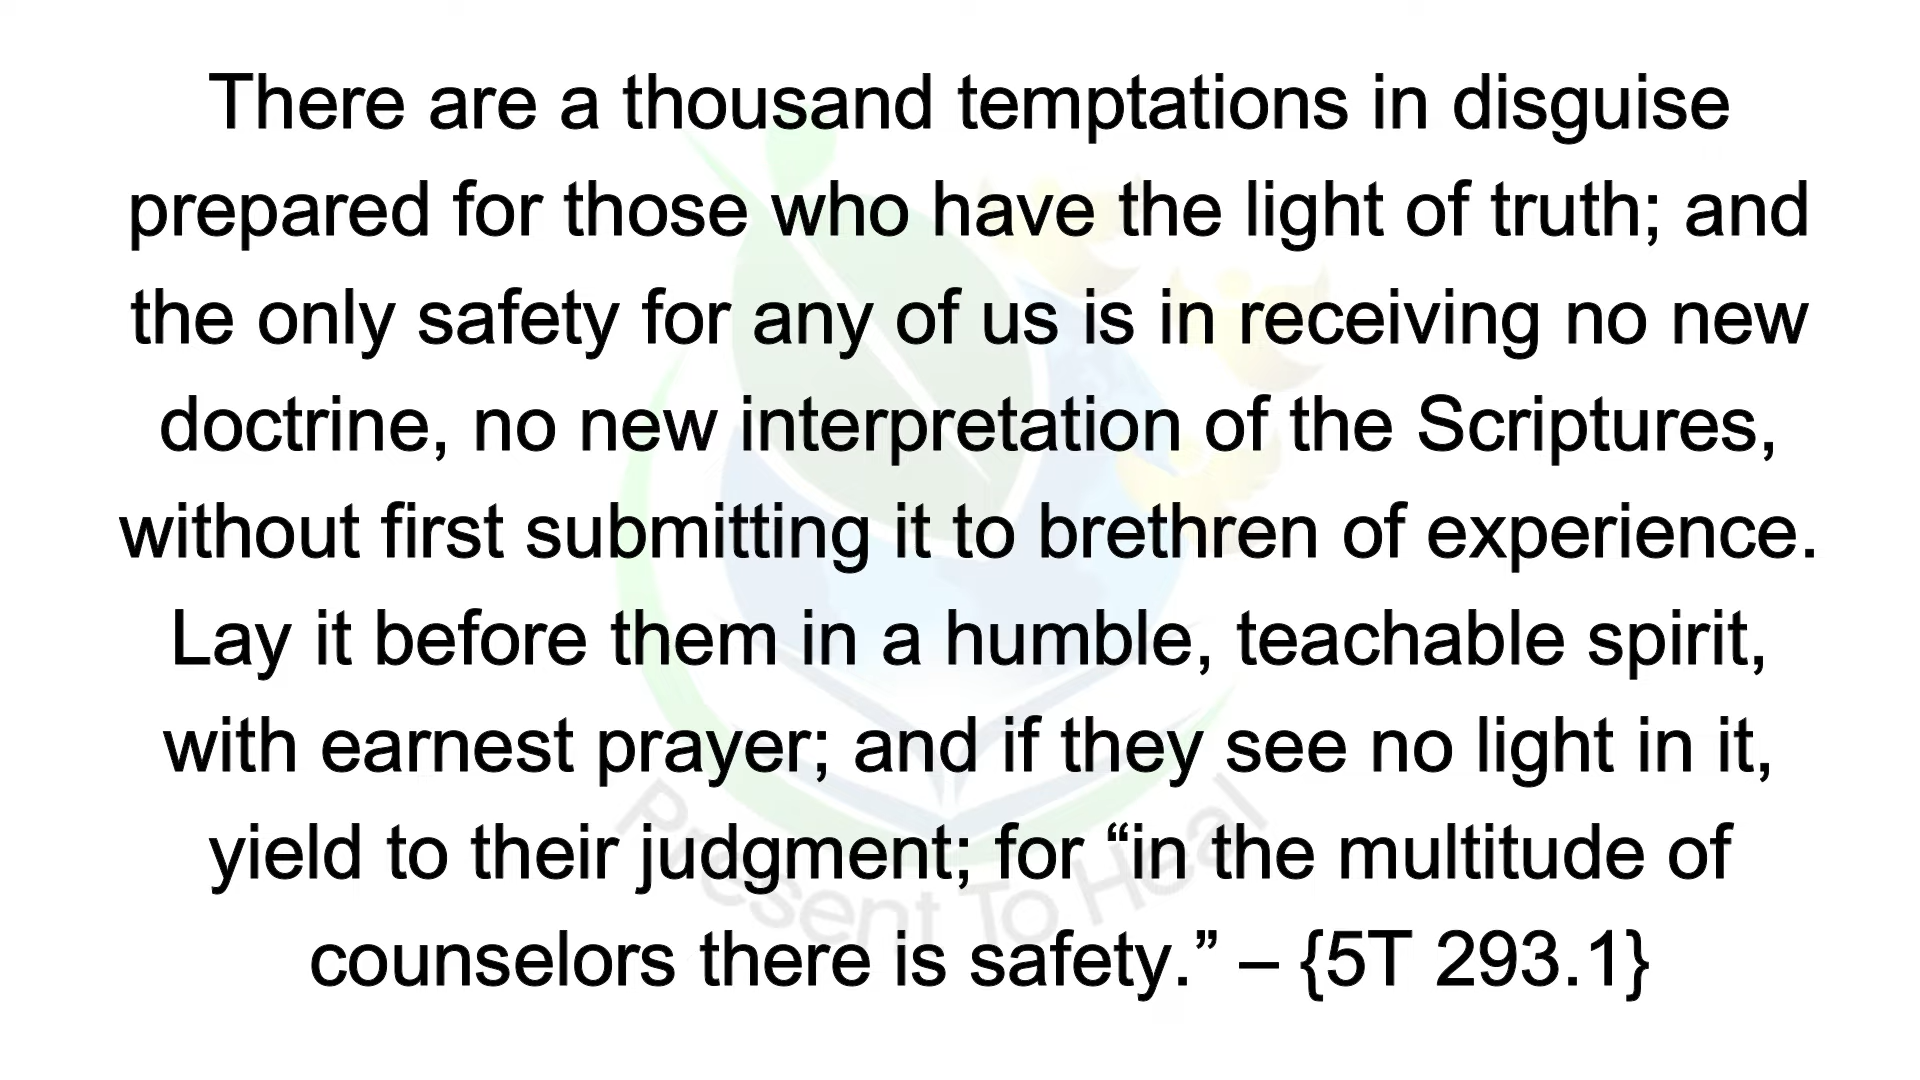 There are a thousand temptations in disguise
prepared for those who have the light of truth; and
the only safety for any of us is in receiving no new
doctrine, no new interpretation of the Scriptures,
without first submitting it to brethren of experience.
Lay it before them in a humble, teachable spirit,
with earnest prayer; and if they see no light in it,
yield to their judgment; for “in the multitude of
counselors there is safety.” – {5T 293.1}
Present To Heal